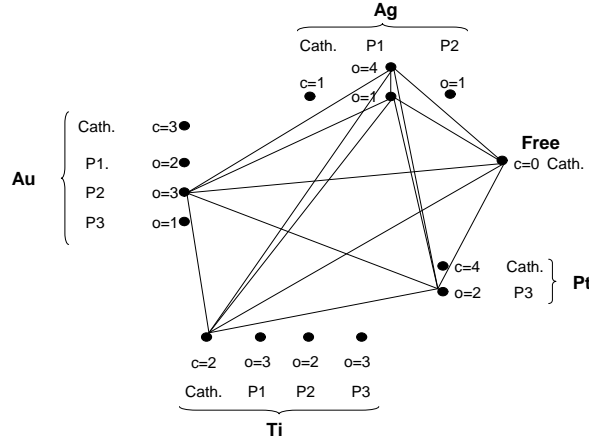 Ag
Cath. P1 P2
o=4
c=1 o=1
o=1
Cath. c=3
Free
P1. o=2
c=0 Cath.
Au
P2 o=3
P3 o=1
c=4 Cath.
Pt
o=2 P3
c=2 o=3 o=2 o=3
Cath. P1 P2 P3
Ti